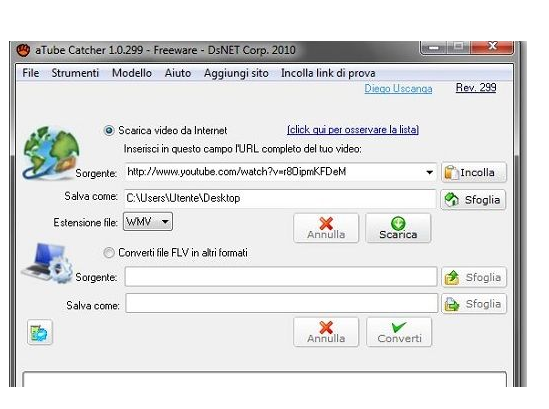 aTube Catcher 1.0.299 - Freeware - DsNET Corp. 2010
File Strumenti Modello Aiuto Aggiungi sito Incolla link di prova
Diego Uscanga Rev. 299
Scarica video da Internet (click qui per osservare la lista)
Inserisci in questo campo l'URL completo del tuo video:
Sorgente: http://www.youtube.com/watch?v=r8OipmKFDeM Incolla
Salva come: C:\Users\Utente\Desktop Sfoglia
Estensione file: WMV Annulla Scarica
Converti file FLV in altri formati
Sorgente: Sfoglia
Salva come: Sfoglia
Annulla Converti